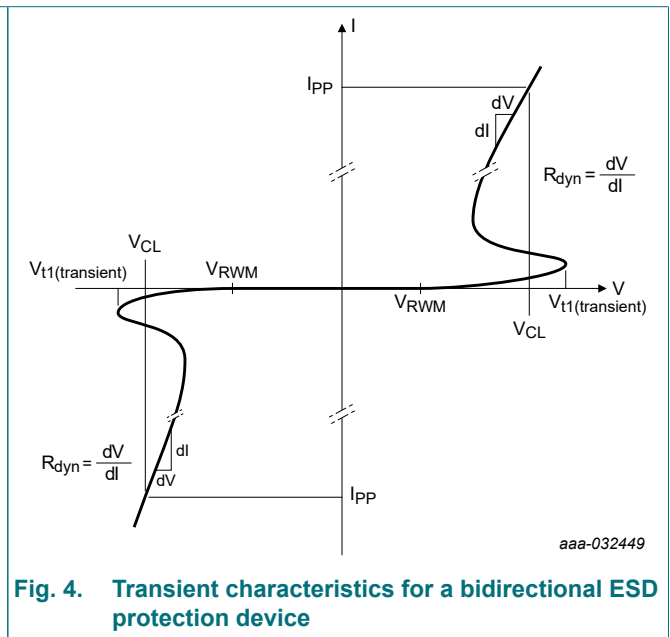 I
IPP
dV
dI
Rdyn = dV
dI
VCL
Vt1(transient)
VRWM
V
VRWM
Vt1(transient)
VCL
Rdyn = dV
dI
dI
dV
IPP
aaa-032449
Fig. 4. Transient characteristics for a bidirectional ESD
protection device